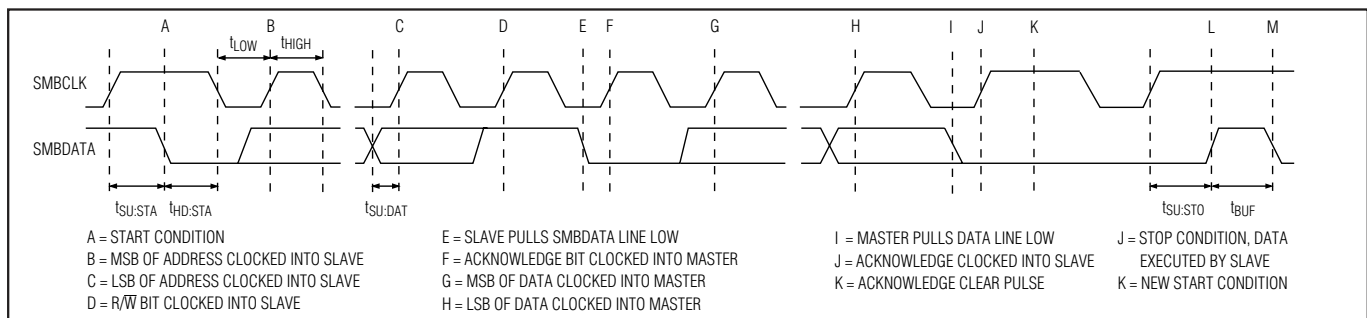 A B C D E F G H I J K L M
tLOW tHIGH
SMBCLK
SMBDATA
tSU:STA tHD:STA tSU:DAT tSU:STO tBUF
A = START CONDITION
B = MSB OF ADDRESS CLOCKED INTO SLAVE
C = LSB OF ADDRESS CLOCKED INTO SLAVE
D = R/W̅ BIT CLOCKED INTO SLAVE
E = SLAVE PULLS SMBDATA LINE LOW
F = ACKNOWLEDGE BIT CLOCKED INTO MASTER
G = MSB OF DATA CLOCKED INTO MASTER
H = LSB OF DATA CLOCKED INTO MASTER
I = MASTER PULLS DATA LINE LOW
J = ACKNOWLEDGE CLOCKED INTO SLAVE
K = ACKNOWLEDGE CLEAR PULSE
J = STOP CONDITION, DATA
EXECUTED BY SLAVE
K = NEW START CONDITION